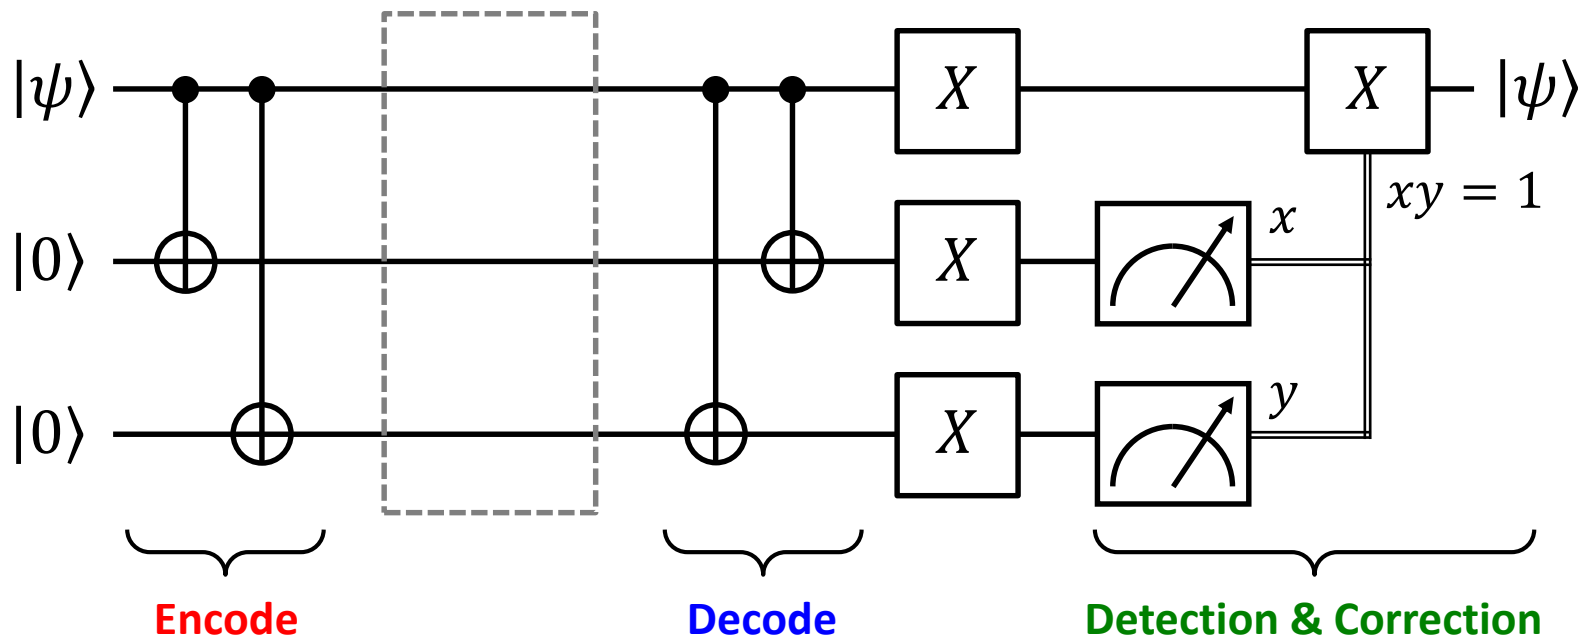 |ψ⟩ X X |ψ⟩
x xy = 1
|0⟩ X
y
|0⟩ X
Encode Decode Detection & Correction